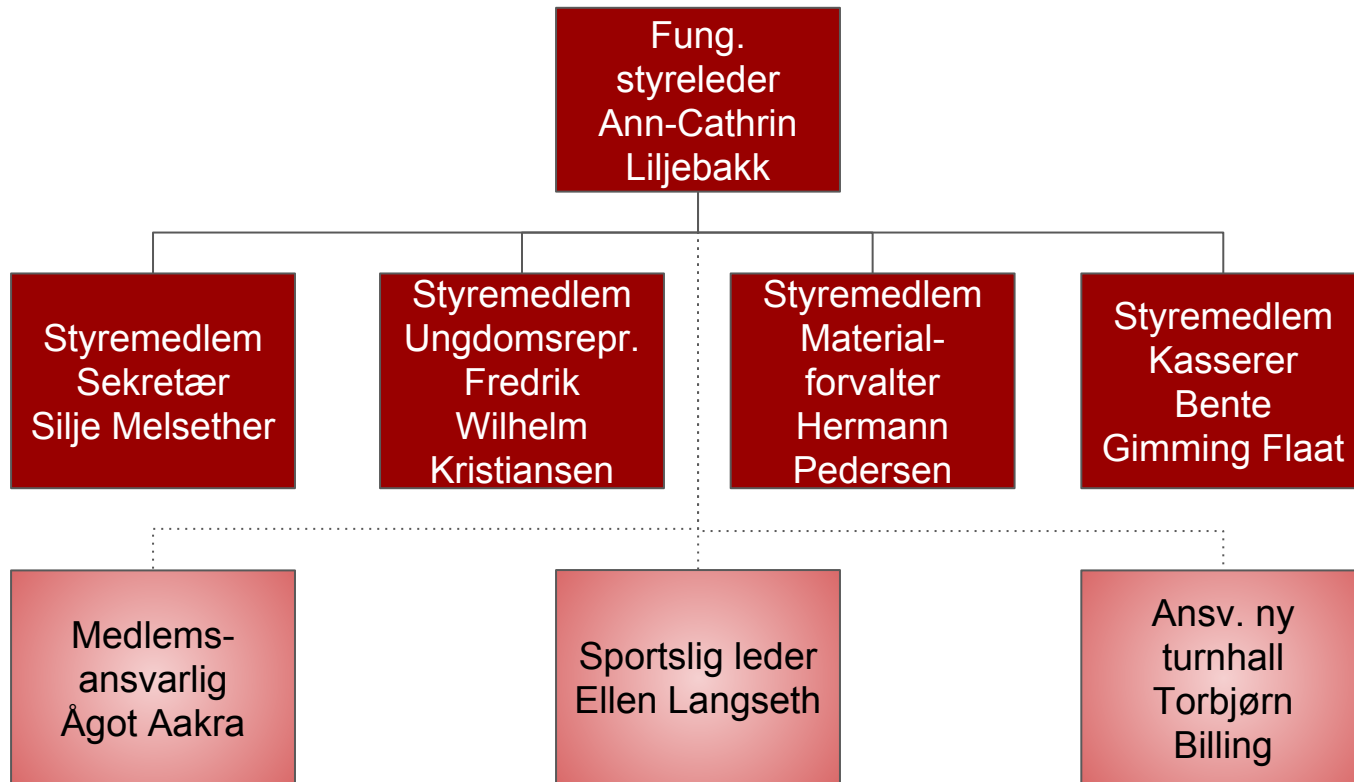 Fung.
styreleder
Ann-Cathrin
Liljebakk
Styremedlem
Sekretær
Silje Melsether
Styremedlem
Ungdomsrepr.
Fredrik
Wilhelm
Kristiansen
Styremedlem
Material-
forvalter
Hermann
Pedersen
Styremedlem
Kasserer
Bente
Gimming Flaat
Medlems-
ansvarlig
Ågot Aakra
Sportslig leder
Ellen Langseth
Ansv. ny
turnhall
Torbjørn
Billing